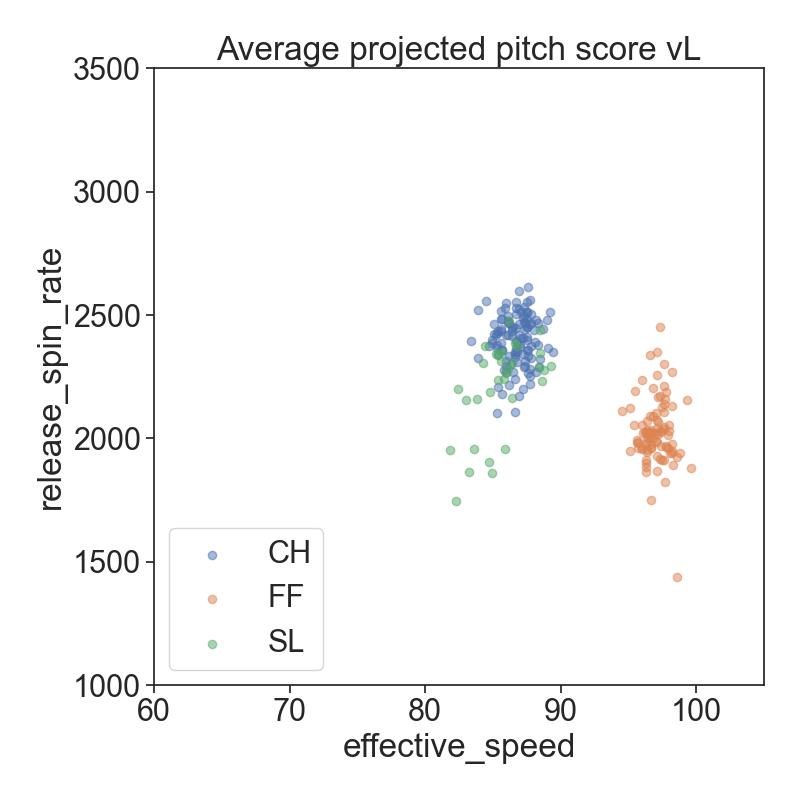 Average projected pitch score vL
3500
3000
2500
2000
1500
1000
release_spin_rate
CH
FF
SL
60 70 80 90 100
effective_speed